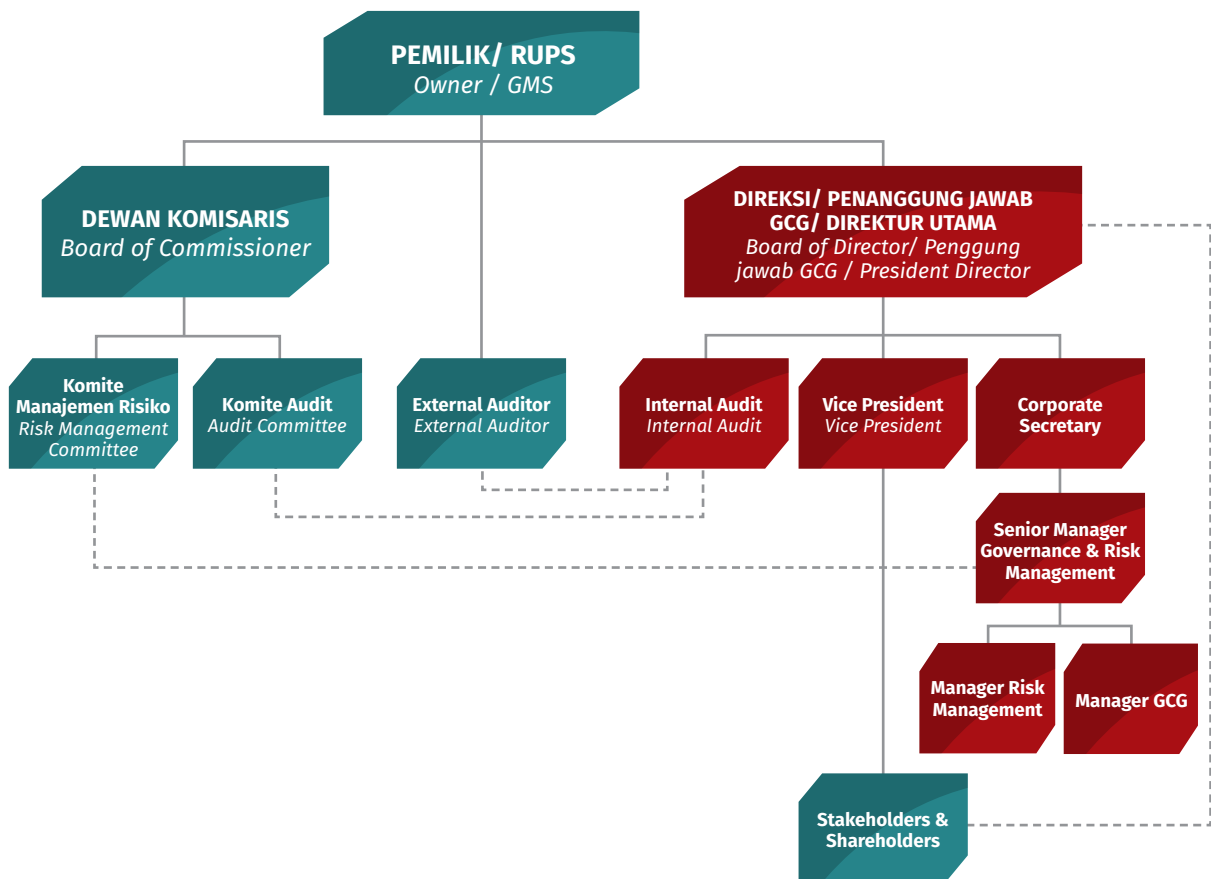 PEMILIK/ RUPS
Owner / GMS
DEWAN KOMISARIS
Board of Commissioner
DIREKSI/ PENANGGUNG JAWAB
GCG/ DIREKTUR UTAMA
Board of Director/ Penggung
jawab GCG / President Director
Komite
Manajemen Risiko
Risk Management
Committee
Komite Audit
Audit Committee
External Auditor
External Auditor
Internal Audit
Internal Audit
Vice President
Vice President
Corporate
Secretary
Senior Manager
Governance & Risk
Management
Manager Risk
Management
Manager GCG
Stakeholders &
Shareholders